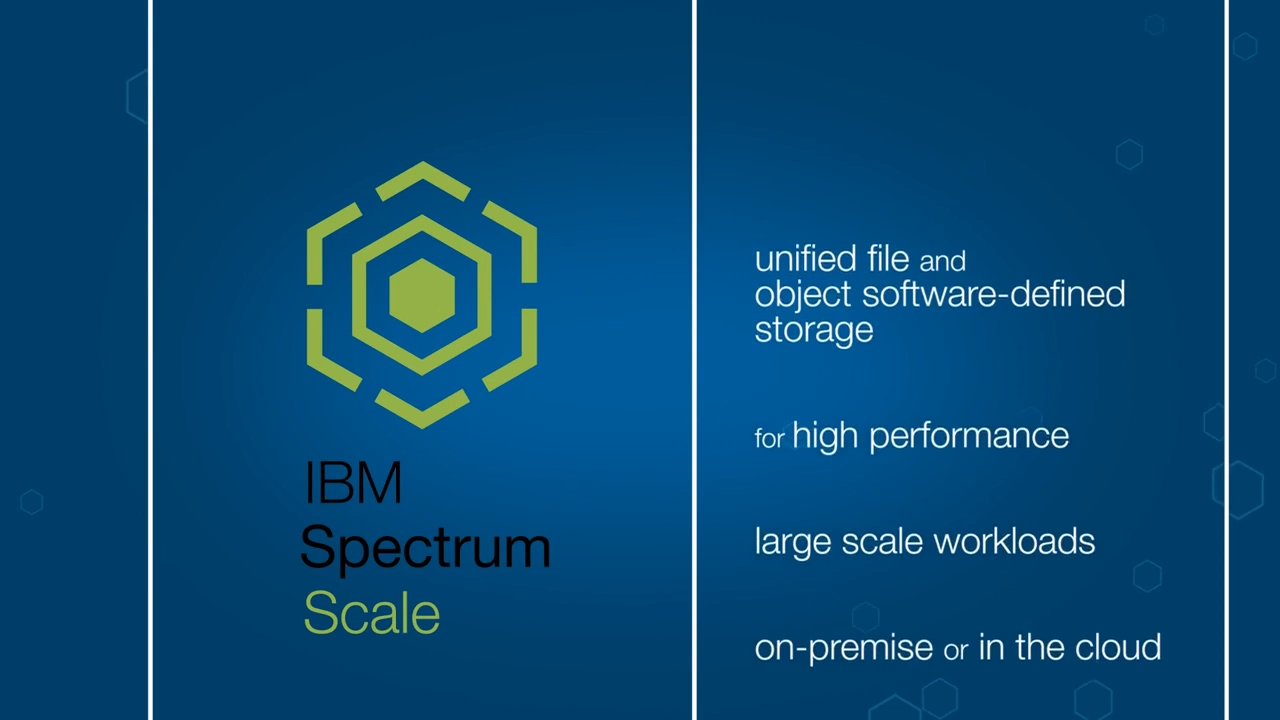 IBM
Spectrum
Scale
unified file and
object software-defined
storage
for high performance
large scale workloads
on-premise or in the cloud